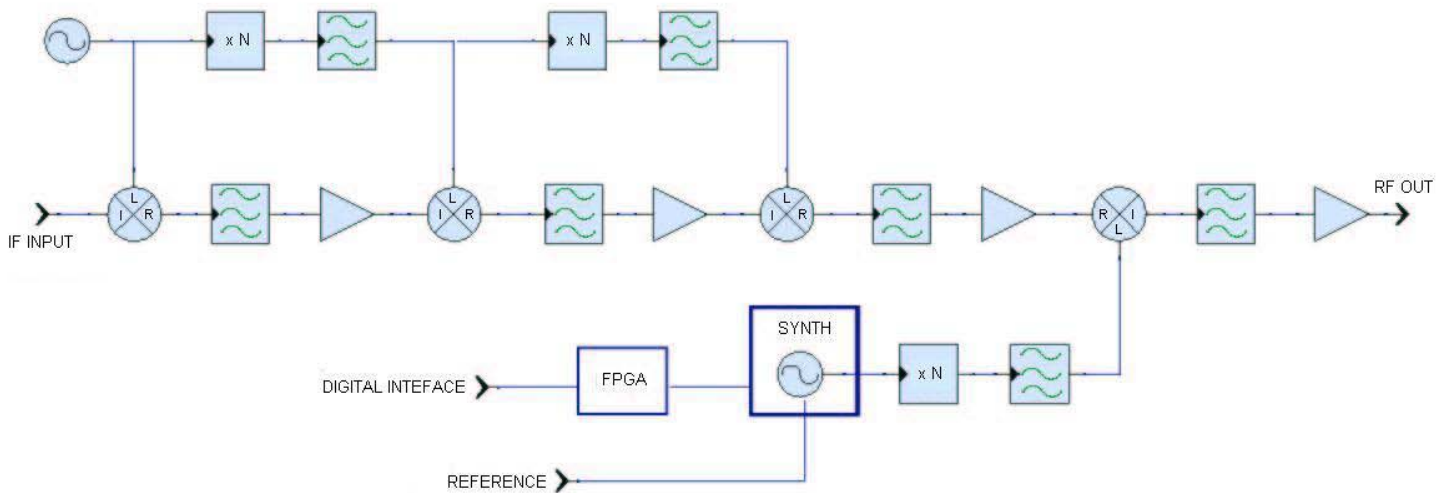 x N
x N
L
I R
L
I R
L
I R
R I
L
RF OUT
IF INPUT
SYNTH
DIGITAL INTEFACE
FPGA
x N
REFERENCE